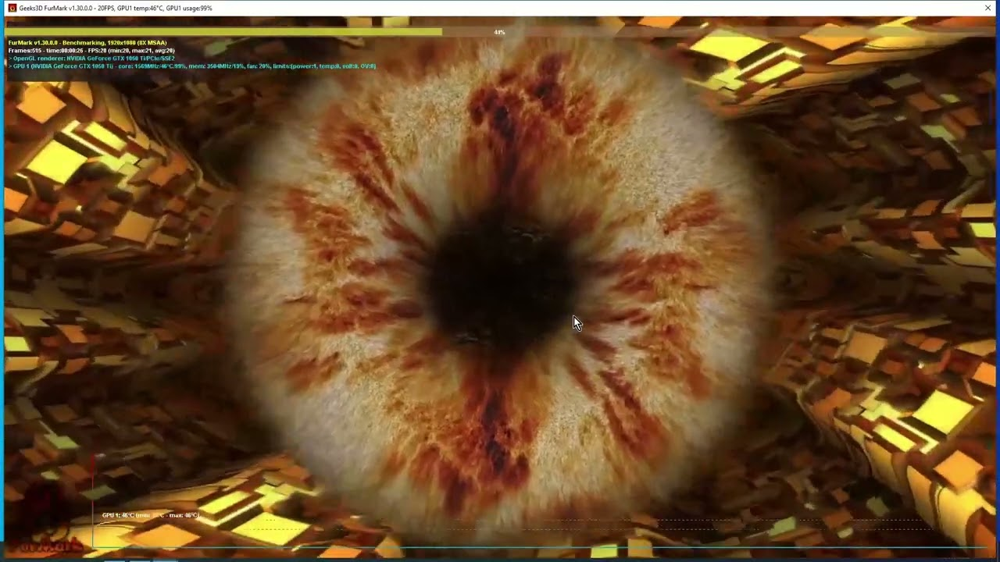 Geeks3D FurMark v1.30.0.0 - 20FPS, GPU1 temp:46°C, GPU1 usage:99%
44%
FurMark v1.30.0.0 - Benchmarking, 1920x1080 (8X MSAA)
Frames:515 - time:00:00:26 - FPS:20 (min:20, max:21, avg:20)
> OpenGL renderer: NVIDIA GeForce GTX 1050 Ti/PCIe/SSE2
> GPU 1 (NVIDIA GeForce GTX 1050 Ti) - core: 1569MHz/46°C/99%, mem: 3504MHz/19%, fan: 20%, limits:[power:1, temp:0, volt:0, OV:0]
GPU 1: 46°C (min: - max: 46°C)
FurMark